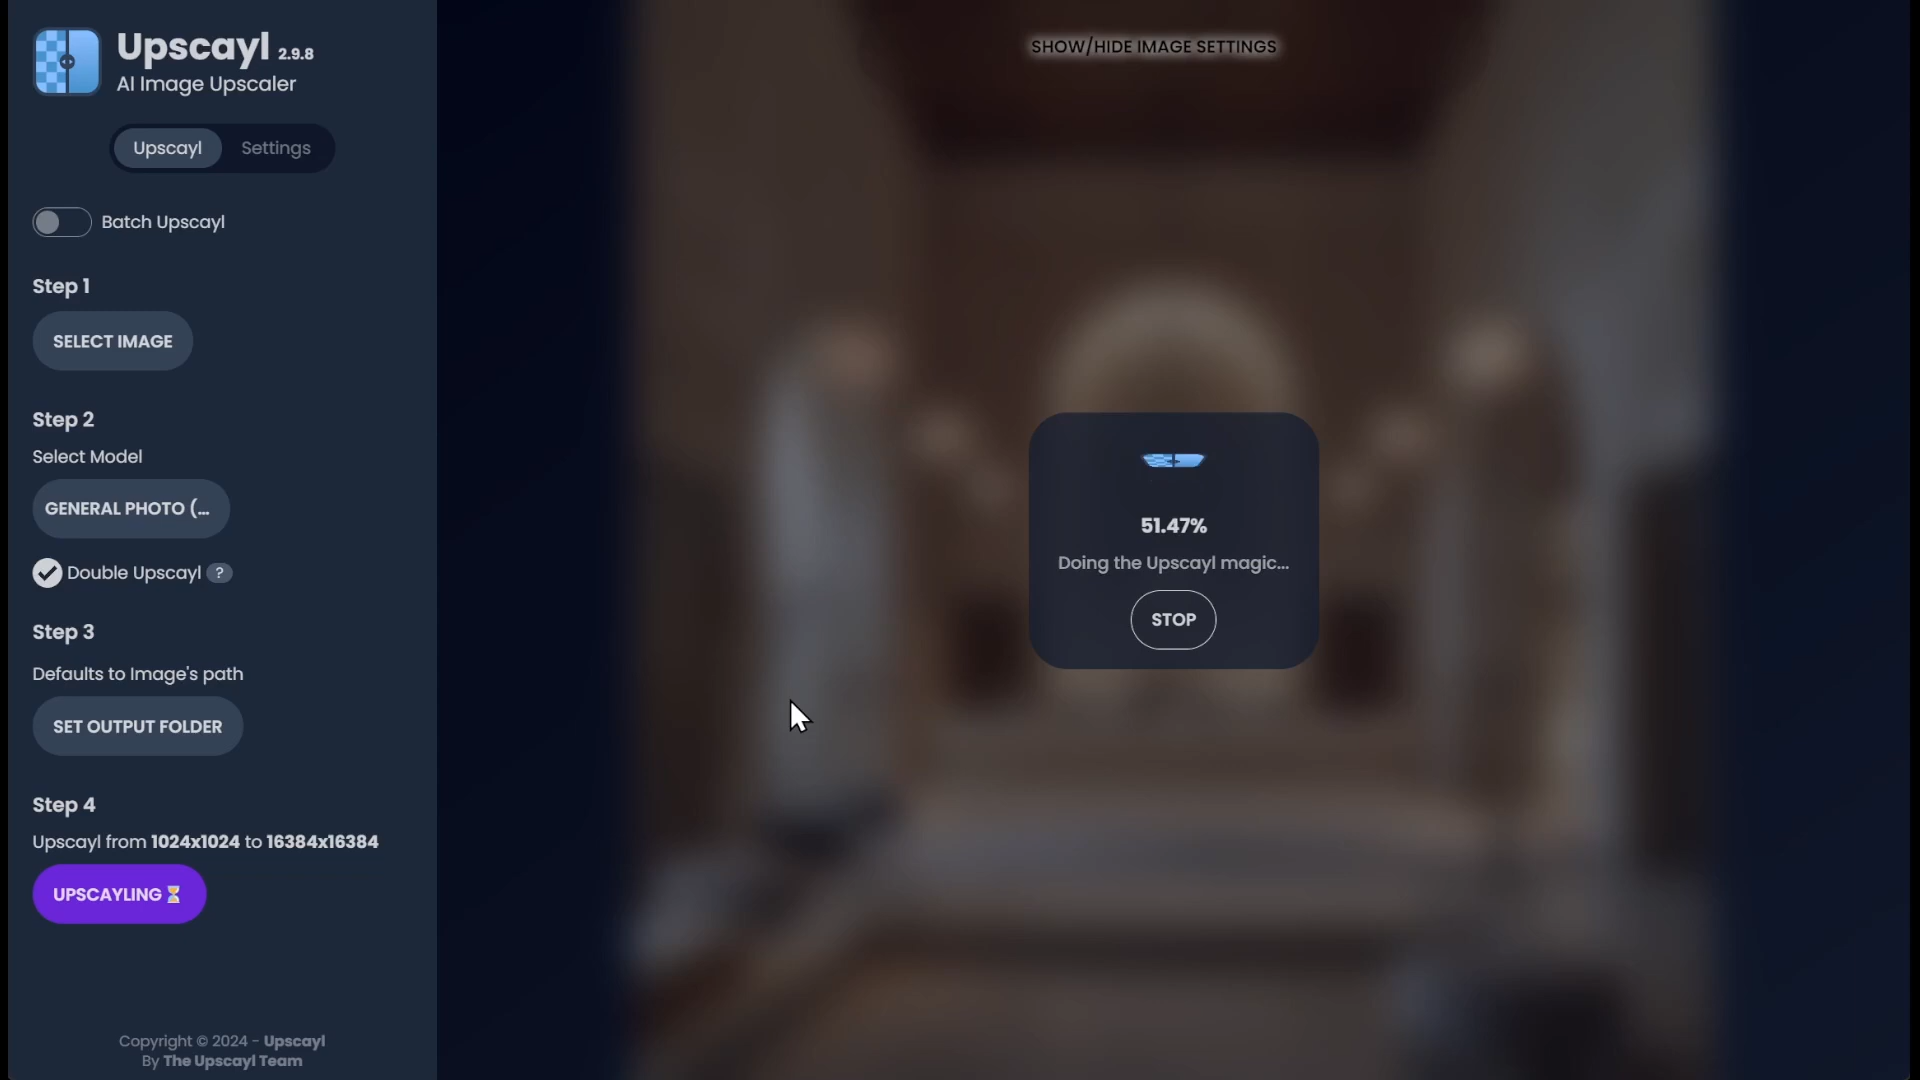 Upscayl 2.9.8
AI Image Upscaler
Upscayl Settings
Batch Upscayl
Step 1
SELECT IMAGE
Step 2
Select Model
GENERAL PHOTO (...
Double Upscayl ?
Step 3
Defaults to Image's path
SET OUTPUT FOLDER
Step 4
Upscayl from 1024x1024 to 16384x16384
UPSCAYLING⏳
Copyright © 2024 - Upscayl
By The Upscayl Team
SHOW/HIDE IMAGE SETTINGS
51.47%
Doing the Upscayl magic...
STOP